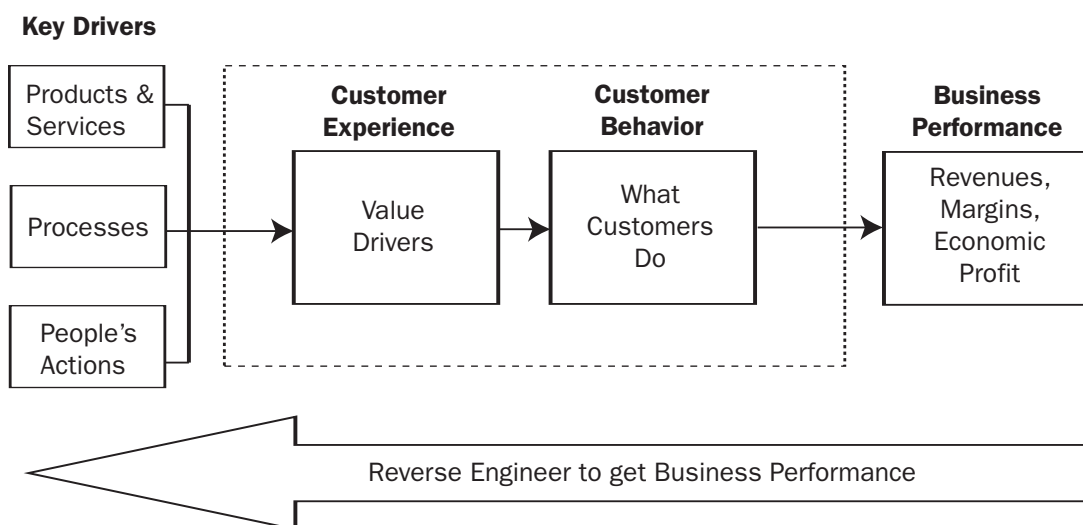 Key Drivers
Products &
Services
Processes
People's
Actions
Customer
Experience
Value
Drivers
Customer
Behavior
What
Customers
Do
Business
Performance
Revenues,
Margins,
Economic
Profit
Reverse Engineer to get Business Performance